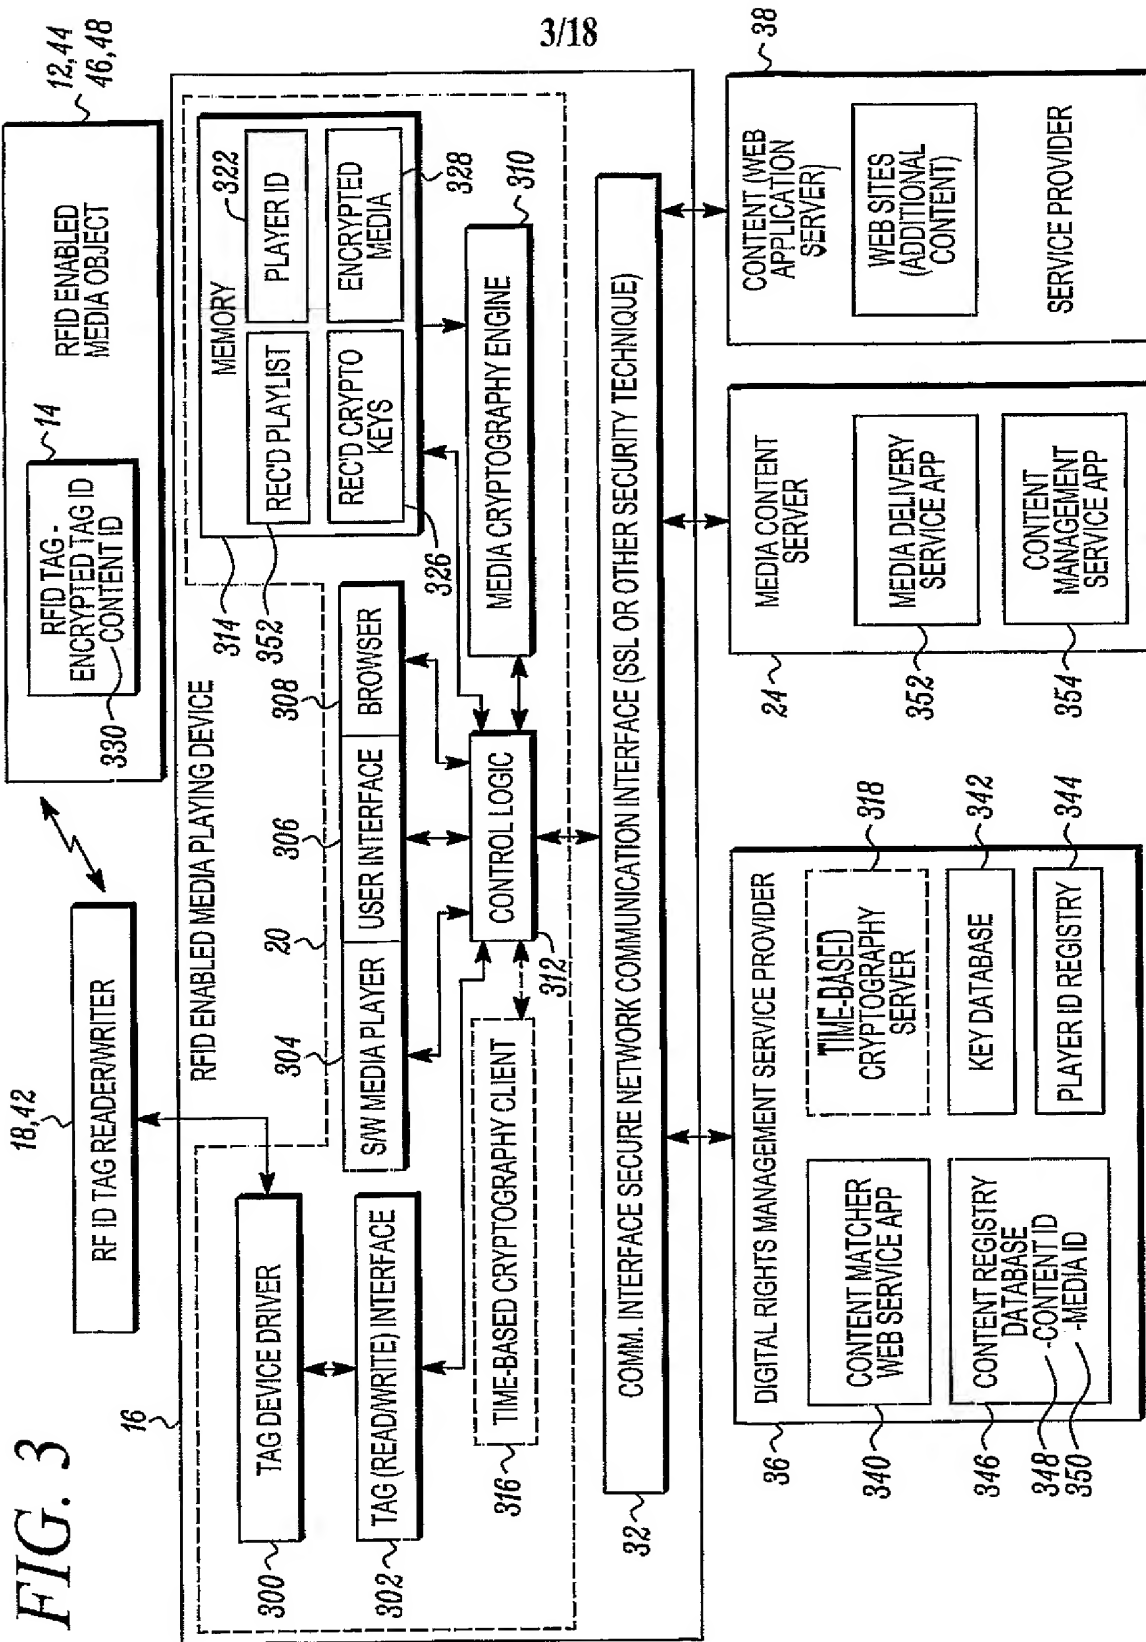 3/18
FIG. 3
18,42
RF ID TAG READER/WRITER
12,44
46,48
RFID ENABLED
MEDIA OBJECT
14
RFID TAG-
ENCRYPTED TAG ID
CONTENT ID
330
16
RFID ENABLED MEDIA PLAYING DEVICE
300
TAG DEVICE DRIVER
302
TAG (READ/WRITE) INTERFACE
20
304
S/W MEDIA PLAYER
306
USER INTERFACE
308
BROWSER
314
MEMORY
352
REC'D PLAYLIST
322
PLAYER ID
326
REC'D CRYPTO
KEYS
328
ENCRYPTED
MEDIA
316
TIME-BASED CRYPTOGRAPHY CLIENT
312
CONTROL LOGIC
310
MEDIA CRYPTOGRAPHY ENGINE
32
COMM. INTERFACE SECURE NETWORK COMMUNICATION INTERFACE (SSL OR OTHER SECURITY TECHNIQUE)
36
DIGITAL RIGHTS MANAGEMENT SERVICE PROVIDER
340
CONTENT MATCHER
WEB SERVICE APP
318
TIME-BASED
CRYPTOGRAPHY
SERVER
342
KEY DATABASE
346
CONTENT REGISTRY
DATABASE
348
-CONTENT ID
350
-MEDIA ID
344
PLAYER ID REGISTRY
24
MEDIA CONTENT
SERVER
352
MEDIA DELIVERY
SERVICE APP
354
CONTENT
MANAGEMENT
SERVICE APP
38
CONTENT (WEB
APPLICATION
SERVER)
WEB SITES
(ADDITIONAL
CONTENT)
SERVICE PROVIDER